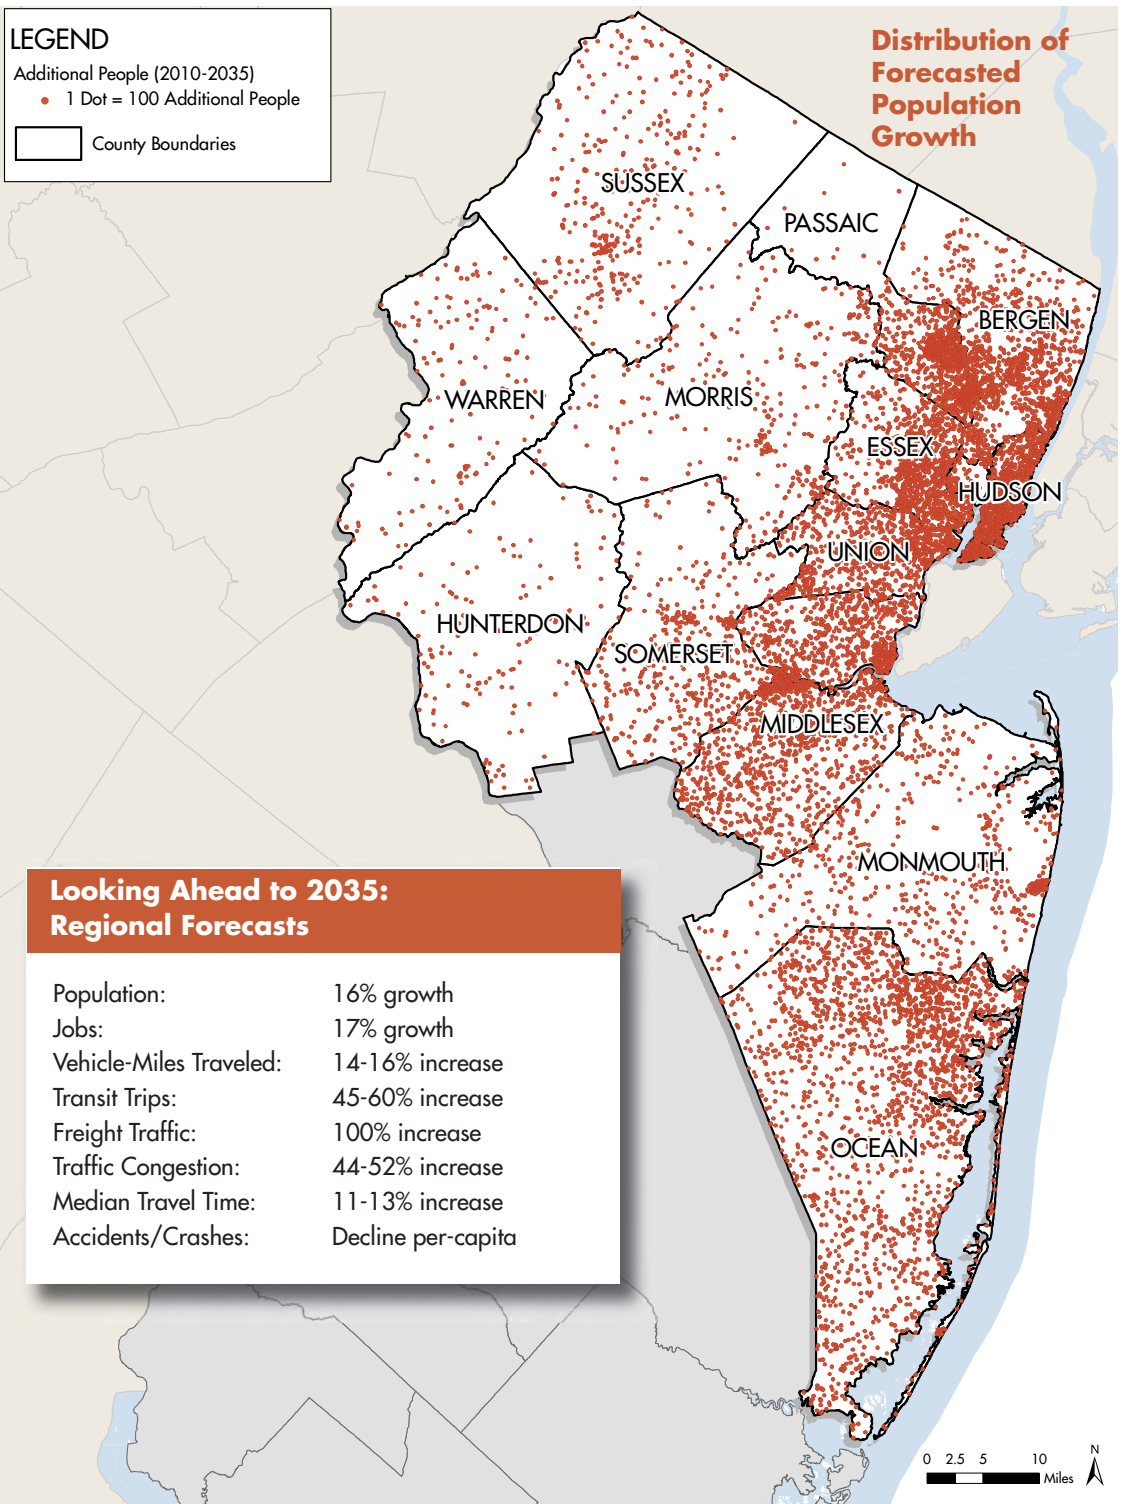 LEGEND
Additional People (2010-2035)
1 Dot = 100 Additional People
County Boundaries
Distribution of
Forecasted
Population
Growth
SUSSEX
PASSAIC
BERGEN
WARREN
MORRIS
ESSEX
HUDSON
UNION
HUNTERDON
SOMERSET
MIDDLESEX
MONMOUTH
OCEAN
Looking Ahead to 2035:
Regional Forecasts
Population: 16% growth
Jobs: 17% growth
Vehicle-Miles Traveled: 14-16% increase
Transit Trips: 45-60% increase
Freight Traffic: 100% increase
Traffic Congestion: 44-52% increase
Median Travel Time: 11-13% increase
Accidents/Crashes: Decline per-capita
N
0 2.5 5 10
Miles